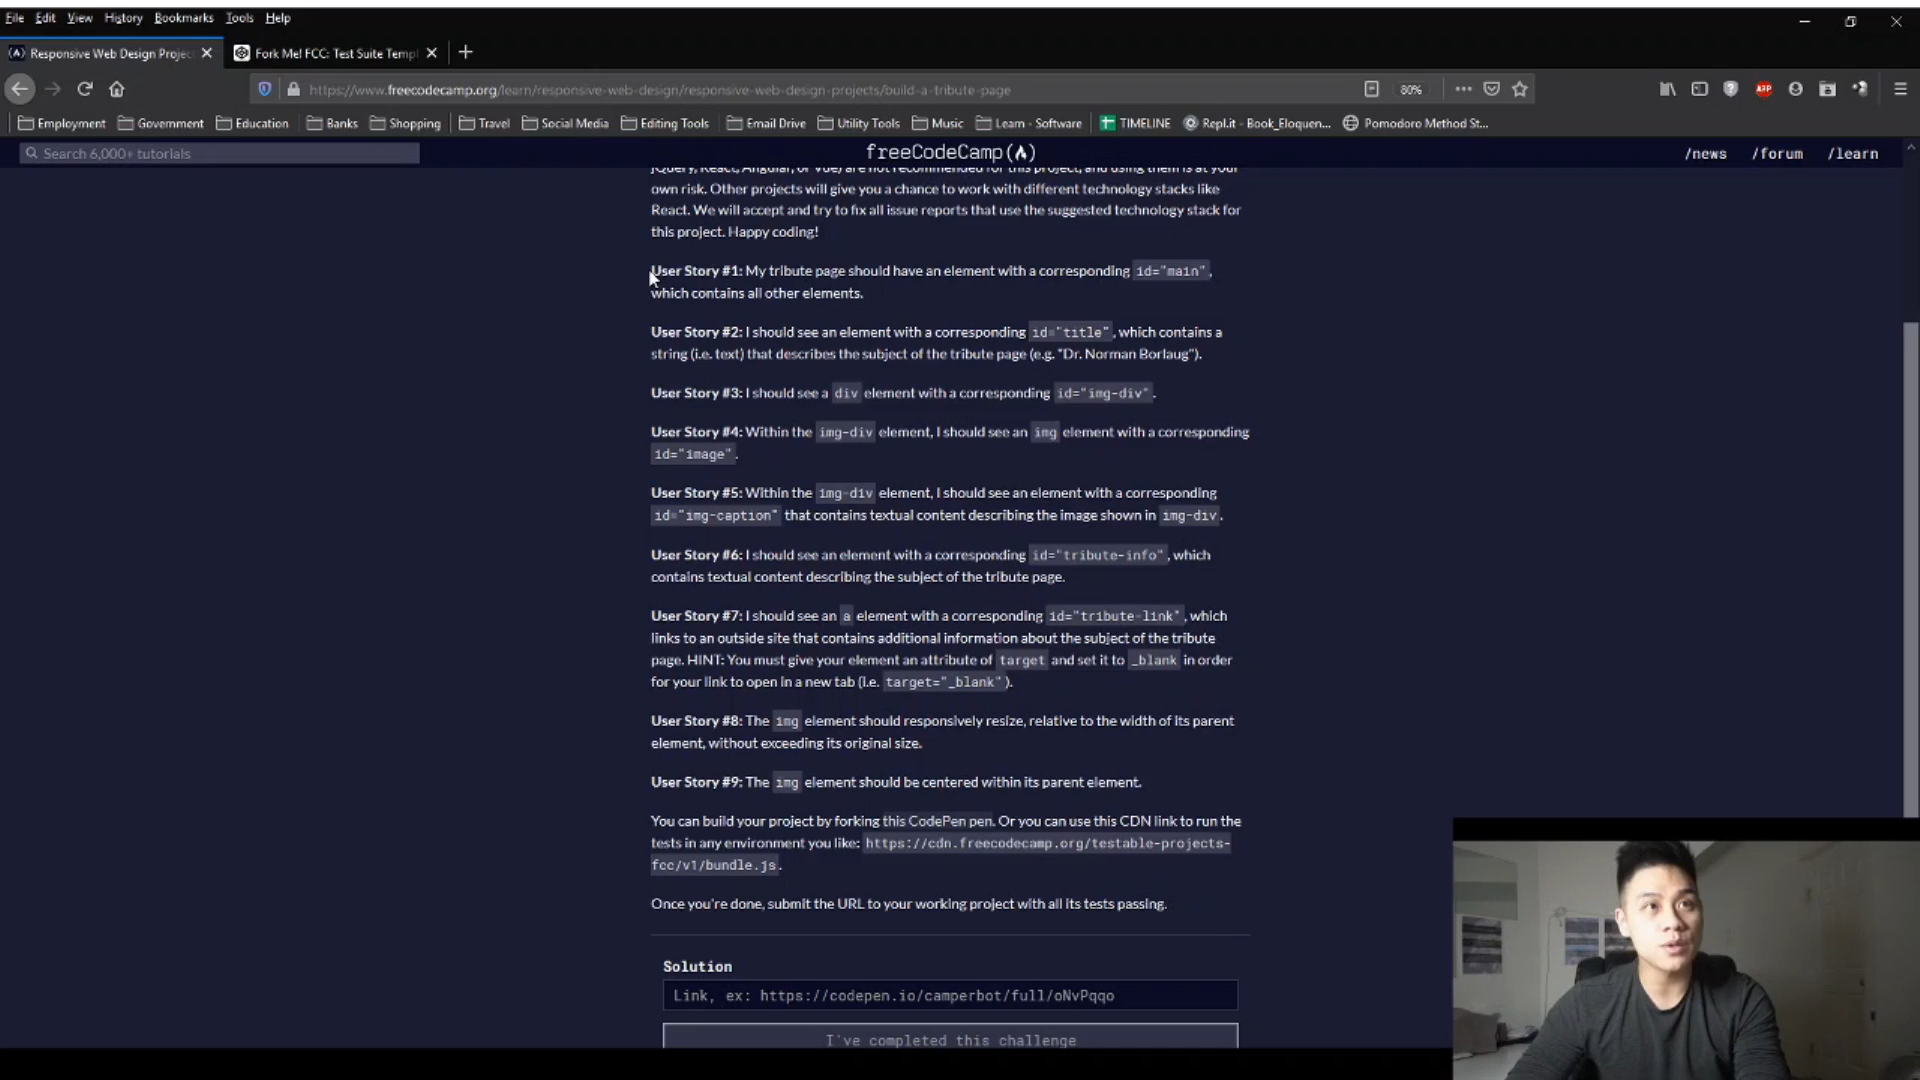 File Edit View History Bookmarks Tools Help
Responsive Web Design Projec
Fork Me! FCC: Test Suite Templ
https://www.freecodecamp.org/learn/responsive-web-design/responsive-web-design-projects/build-a-tribute-page
80%
ABP
Employment Government Education Banks Shopping Travel Social Media Editing Tools Email Drive Utility Tools Music Learn - Software TIMELINE Repl.it - Book_Eloquen... Pomodoro Method St...
Search 6,000+ tutorials
freeCodeCamp
/news /forum /learn
jQuery, React, Angular, or Vue) are not recommended for this project, and using them is at your
own risk. Other projects will give you a chance to work with different technology stacks like
React. We will accept and try to fix all issue reports that use the suggested technology stack for
this project. Happy coding!
User Story #1: My tribute page should have an element with a corresponding id="main",
which contains all other elements.
User Story #2: I should see an element with a corresponding id="title", which contains a
string (i.e. text) that describes the subject of the tribute page (e.g. "Dr. Norman Borlaug").
User Story #3: I should see a div element with a corresponding id="img-div".
User Story #4: Within the img-div element, I should see an img element with a corresponding
id="image".
User Story #5: Within the img-div element, I should see an element with a corresponding
id="img-caption" that contains textual content describing the image shown in img-div.
User Story #6: I should see an element with a corresponding id="tribute-info", which
contains textual content describing the subject of the tribute page.
User Story #7: I should see an a element with a corresponding id="tribute-link", which
links to an outside site that contains additional information about the subject of the tribute
page. HINT: You must give your element an attribute of target and set it to _blank in order
for your link to open in a new tab (i.e. target="_blank").
User Story #8: The img element should responsively resize, relative to the width of its parent
element, without exceeding its original size.
User Story #9: The img element should be centered within its parent element.
You can build your project by forking this CodePen pen. Or you can use this CDN link to run the
tests in any environment you like: https://cdn.freecodecamp.org/testable-projects-
fcc/v1/bundle.js.
Once you're done, submit the URL to your working project with all its tests passing.
Solution
Link, ex: https://codepen.io/camperbot/full/oNvPqqo
I've completed this challenge